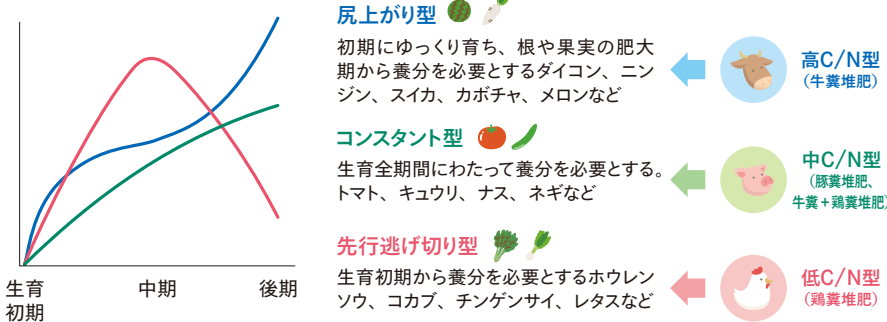 尻上がり型
初期にゆっくり育ち、根や果実の肥大
期から養分を必要とするダイコン、ニン
ジン、スイカ、カボチャ、メロンなど
高C/N型
（牛糞堆肥）
コンスタント型
生育全期間にわたって養分を必要とする。
トマト、キュウリ、ナス、ネギなど
中C/N型
（豚糞堆肥、
牛糞＋鶏糞堆肥）
先行逃げ切り型
生育初期から養分を必要とするホウレン
ソウ、コカブ、チンゲンサイ、レタスなど
低C/N型
（鶏糞堆肥）
生育
初期
中期
後期